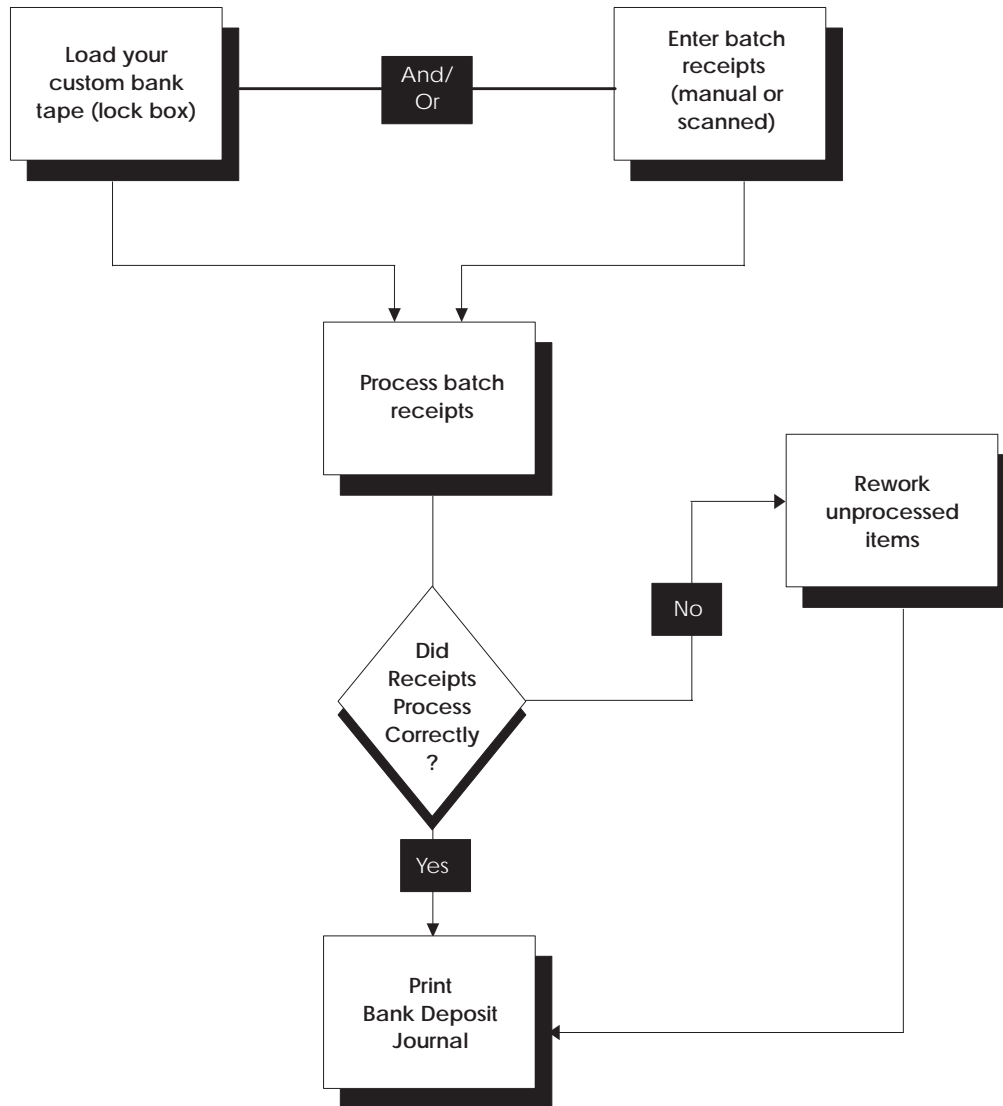 Load your
custom bank
tape (lock box)
And/
Or
Enter batch
receipts
(manual or
scanned)
Process batch
receipts
Rework
unprocessed
items
No
Did
Receipts
Process
Correctly
?
Yes
Print
Bank Deposit
Journal